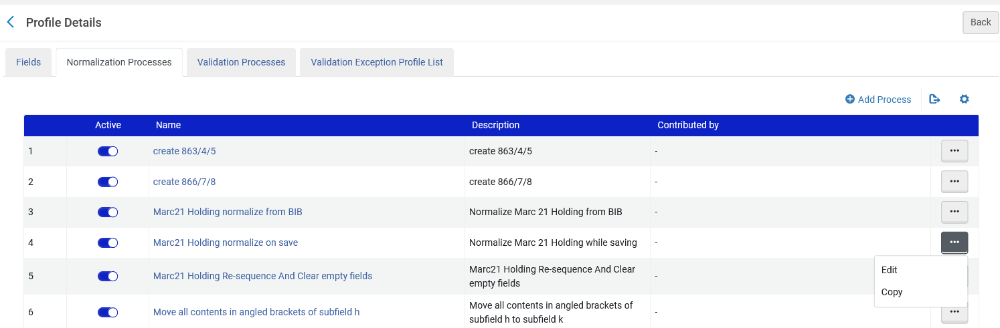 Profile Details
Back
Fields Normalization Processes Validation Processes Validation Exception Profile List
Add Process
Active Name Description Contributed by
1 create 863/4/5 create 863/4/5 -
2 create 866/7/8 create 866/7/8 -
3 Marc21 Holding normalize from BIB Normalize Marc 21 Holding from BIB -
4 Marc21 Holding normalize on save Normalize Marc 21 Holding while saving -
5 Marc21 Holding Re-sequence And Clear empty fields Marc21 Holding Re-sequence And Clear
empty fields -
Edit
Copy
6 Move all contents in angled brackets of subfield h Move all contents in angled brackets of
subfield h to subfield k -